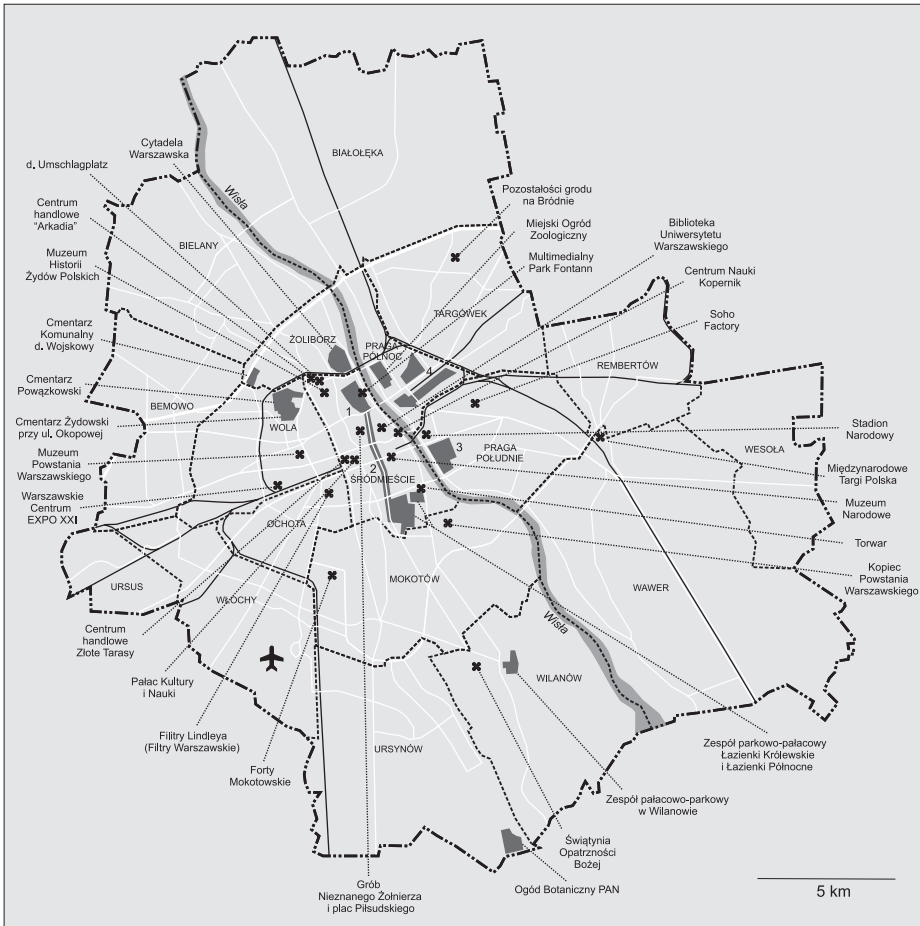 Cytadela
Warszawska
d. Umschlagplatz
Centrum
handlowe
"Arkadia"
Muzeum
Historii
Żydów Polskich
Cmentarz
Komunalny
d. Wojskowy
Cmentarz
Powązkowski
Cmentarz Żydowski
przy ul. Okopowej
Muzeum
Powstania
Warszawskiego
Warszawskie
Centrum
EXPO XXI
Centrum
handlowe
Złote Tarasy
Pałac Kultury
i Nauki
Filitry Lindleya
(Filtry Warszawskie)
Forty
Mokotowskie
Grób
Nieznanego Żołnierza
i plac Piłsudskiego
BIAŁOŁĘKA
Wisła
BIELANY
ŻOLIBORZ
PRAGA
PÓŁNOC
TARGÓWEK
REMBERTÓW
BEMOWO
WOLA
1
2
3
4
ŚRÓDMIEŚCIE
PRAGA
POŁUDNIE
WESOŁA
OCHOTA
URSUS
WŁOCHY
MOKOTÓW
WAWER
Wisła
WILANÓW
URSYNÓW
Pozostałości grodu
na Bródnie
Miejski Ogród
Zoologiczny
Multimedialny
Park Fontann
Biblioteka
Uniwersytetu
Warszawskiego
Centrum Nauki
Kopernik
Soho
Factory
Stadion
Narodowy
Międzynarodowe
Targi Polska
Muzeum
Narodowe
Torwar
Kopiec
Powstania
Warszawskiego
Zespół parkowo-pałacowy
Łazienki Królewskie
i Łazienki Północne
Zespół pałacowo-parkowy
w Wilanowie
Świątynia
Opatrzności
Bożej
Ogód Botaniczny PAN
5 km